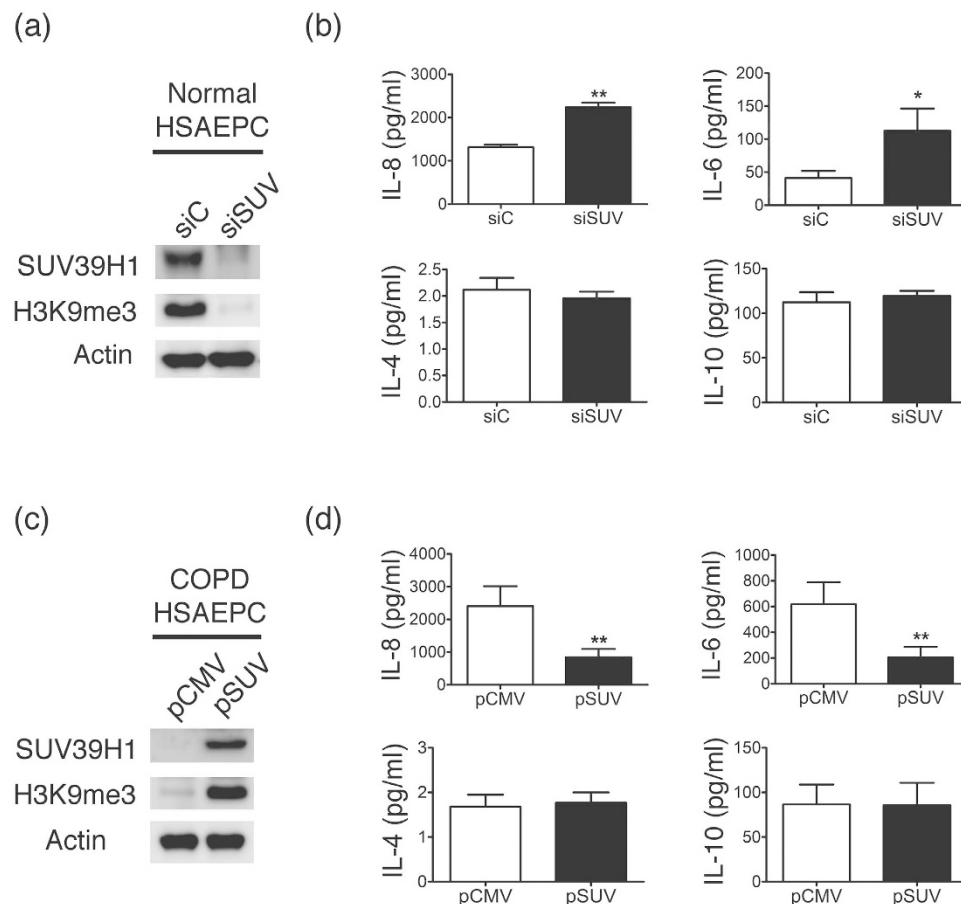 (a)
Normal
HSAEPC
siC siSUV
SUV39H1
H3K9me3
Actin
(b)
IL-8 (pg/ml)
3000
2000
1000
0
**
siC siSUV
IL-6 (pg/ml)
200
150
100
50
0
*
siC siSUV
IL-4 (pg/ml)
2.5
2.0
1.5
1.0
0.5
0.0
siC siSUV
IL-10 (pg/ml)
150
100
50
0
siC siSUV
(c)
COPD
HSAEPC
pCMV pSUV
SUV39H1
H3K9me3
Actin
(d)
IL-8 (pg/ml)
4000
3000
2000
1000
0
**
pCMV pSUV
IL-6 (pg/ml)
1000
800
600
400
200
0
**
pCMV pSUV
IL-4 (pg/ml)
3
2
1
0
pCMV pSUV
IL-10 (pg/ml)
150
100
50
0
pCMV pSUV